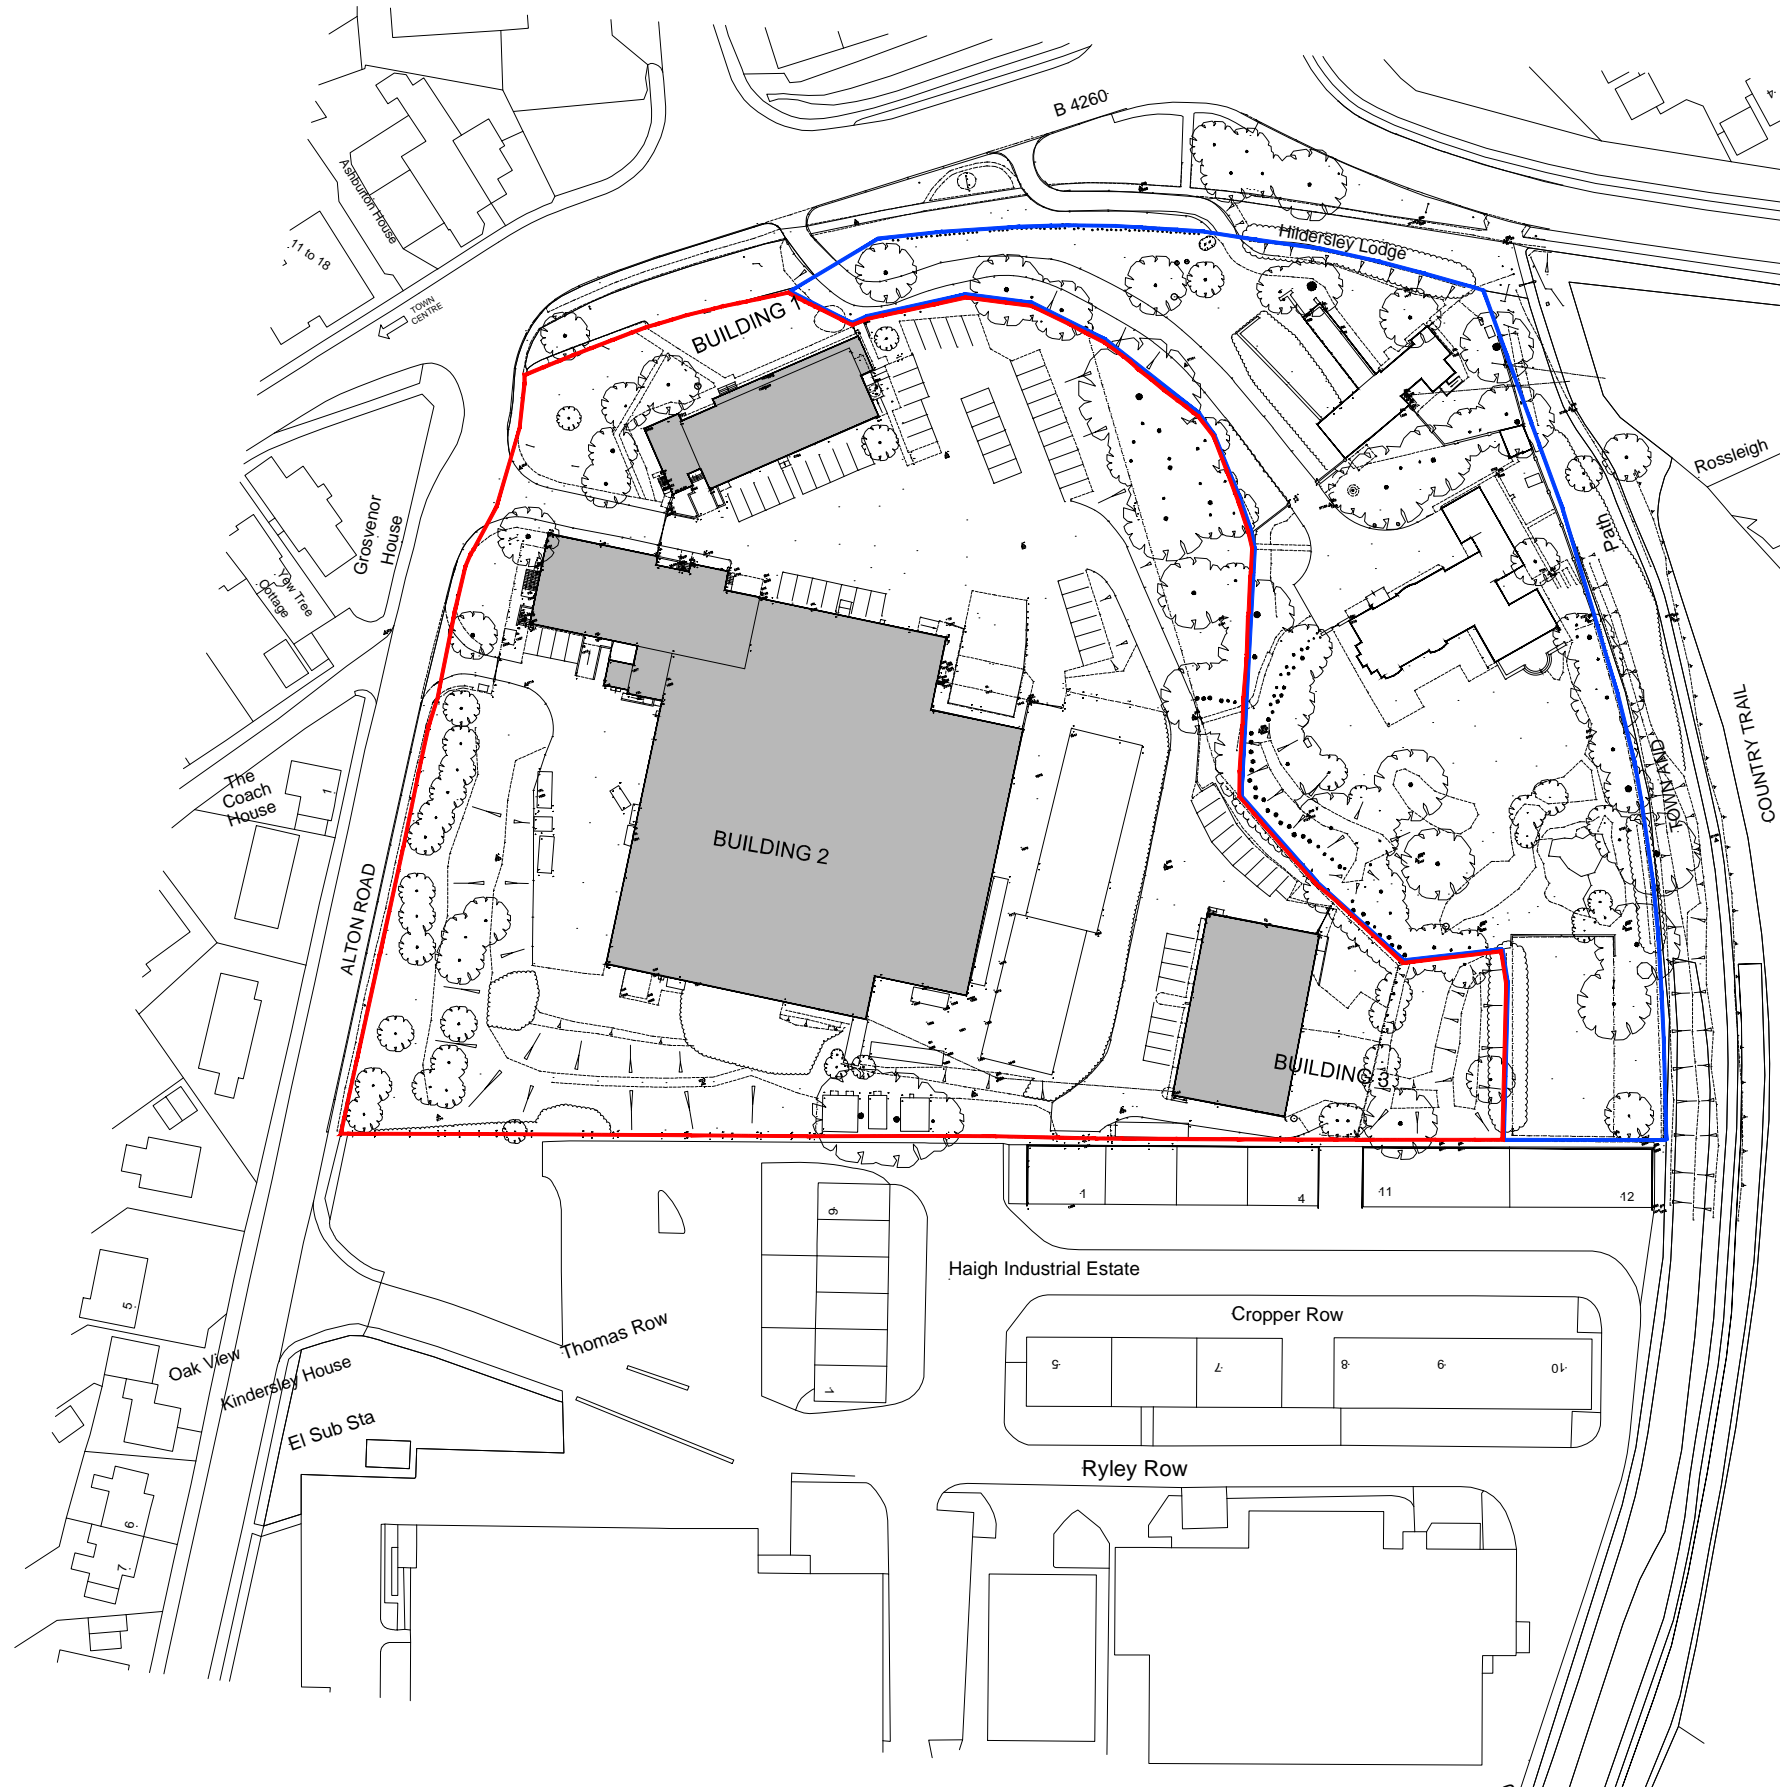 B 4260
Ashburton House
11 to 18
TOWN
CENTRE
Hildersley Lodge
BUILDING 1
Rossleigh
Grosvenor
House
Path
Yew Tree
Cottage
COUNTRY TRAIL
TOWN AND
The
Coach
House
1
BUILDING 2
ALTON ROAD
BUILDING 3
1
4
11
12
9
Haigh Industrial Estate
5
Cropper Row
Thomas Row
Oak View
Kindersley House
5
7
8
9
10
1
El Sub Sta
Ryley Row
6
7
4